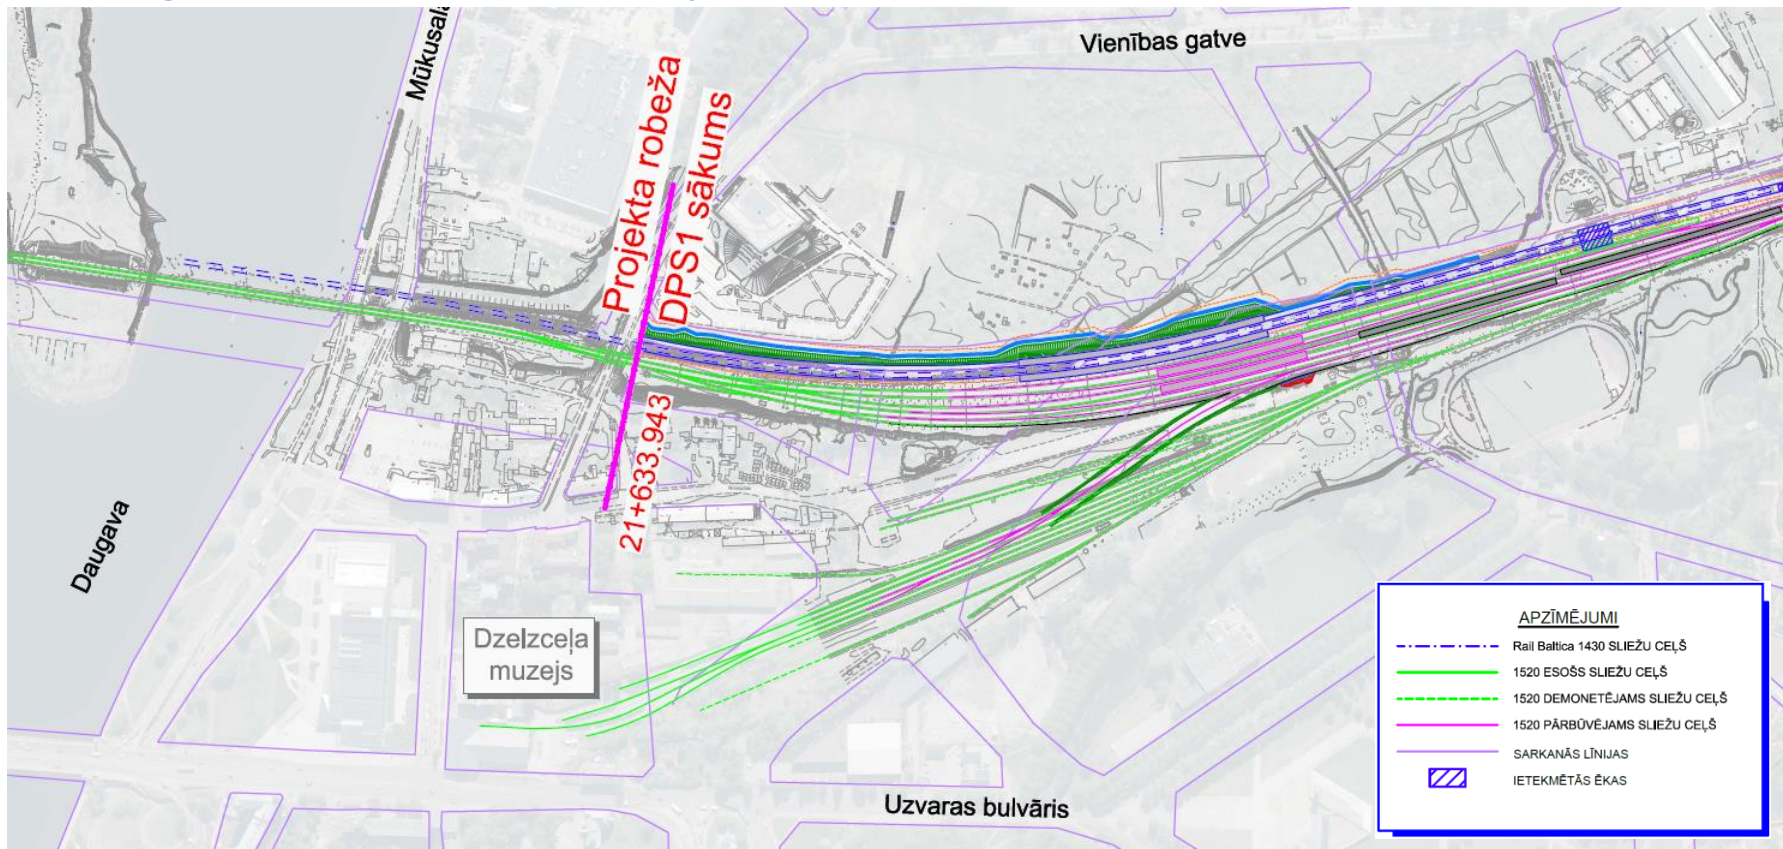 Mūkusala
Vienības gatve
Projekta robeža
DPS1 sākums
21+633.943
Daugava
Dzelzceļa
muzejs
Uzvaras bulvāris
APZĪMĒJUMI
Rail Baltica 1430 SLIEŽU CEĻŠ
1520 ESOŠS SLIEŽU CEĻŠ
1520 DEMONETĒJAMS SLIEŽU CEĻŠ
1520 PĀRBŪVĒJAMS SLIEŽU CEĻŠ
SARKANĀS LĪNIJAS
IETEKMĒTĀS ĒKAS